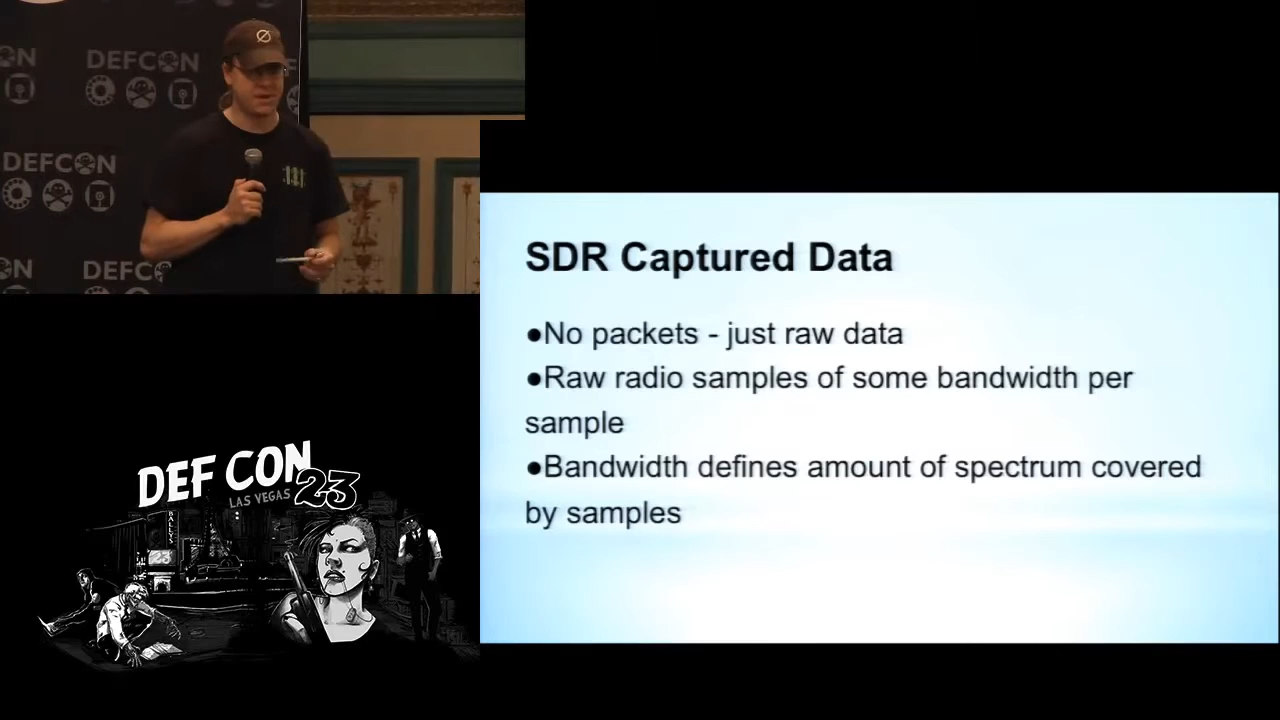 DEFCON
DEFCON
DEFCON
SDR Captured Data
●No packets - just raw data
●Raw radio samples of some bandwidth per
sample
●Bandwidth defines amount of spectrum covered
by samples
DEF CON 23
LAS VEGAS
BALLYS